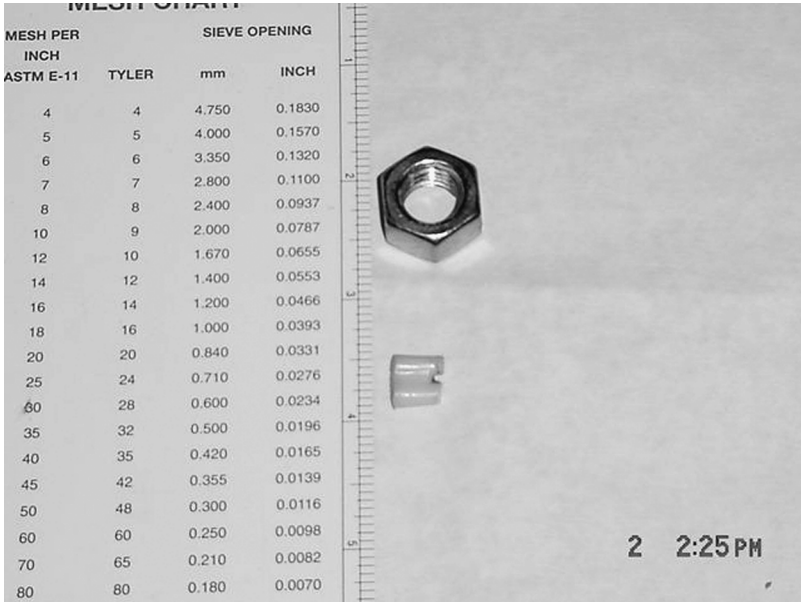 MESH CHART
MESH PER INCH ASTM E-11 TYLER SIEVE OPENING mm INCH
4 4 4.750 0.1830
5 5 4.000 0.1570
6 6 3.350 0.1320
7 7 2.800 0.1100
8 8 2.400 0.0937
10 9 2.000 0.0787
12 10 1.670 0.0655
14 12 1.400 0.0553
16 14 1.200 0.0466
18 16 1.000 0.0393
20 20 0.840 0.0331
25 24 0.710 0.0276
30 28 0.600 0.0234
35 32 0.500 0.0196
40 35 0.420 0.0165
45 42 0.355 0.0139
50 48 0.300 0.0116
60 60 0.250 0.0098
70 65 0.210 0.0082
80 80 0.180 0.0070
1
2
3
4
5
2 2:25PM